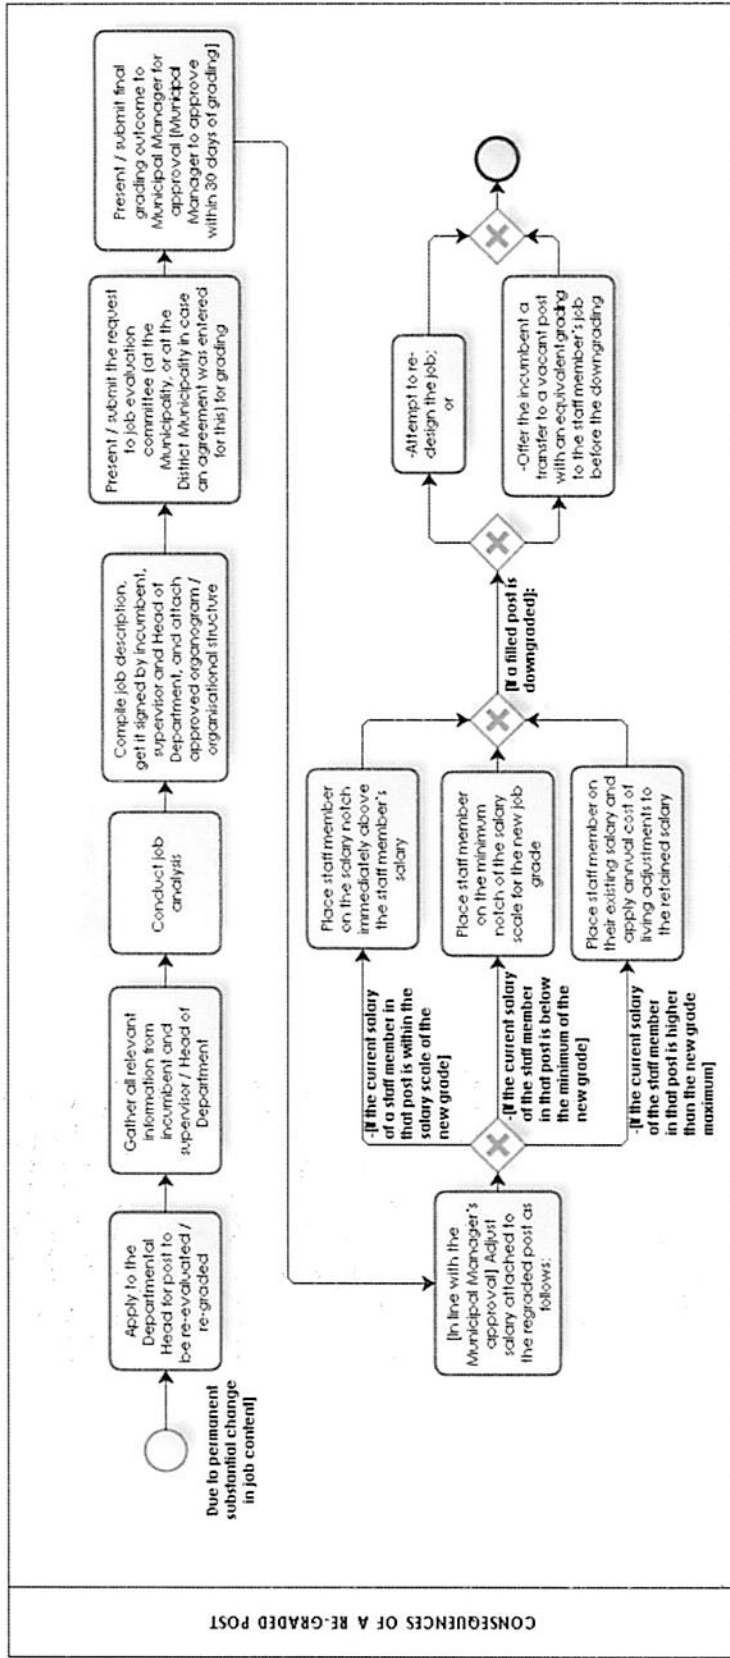 CONSEQUENCES OF A RE-GRADED POST
Due to permanent
substantial change
in job content]
Apply to the
Departmental
Head for post to
be re-evaluated /
re-graded
Gather all relevant
information from
incumbent and
supervisor / Head of
Department
Conduct job
analysis
Compile job description,
get it signed by incumbent,
supervisor and Head of
Department, and attach
approved organogram /
organisational structure
Present / submit the request
to job evaluation
committee (at the
Municipality, or at the
District Municipality in case
an agreement was entered
for this) for grading
Present / submit final
grading outcome to
Municipal Manager for
approval [Municipal
Manager to approve
within 30 days of grading]
[In line with the
Municipal Manager's
approval] Adjust
salary attached to
the regraded post as
follows:
-[If the current salary
of a staff member in
that post is within the
salary scale of the
new grade]
Place staff member
on the salary notch
immediately above
the staff member's
salary
-[If the current salary
of the staff member
in that post is below
the minimum of the
new grade]
Place staff member
on the minimum
notch of the salary
scale for the new job
grade
-[If the current salary
of the staff member
in that post is higher
than the new grade
maximum]
Place staff member on
their existing salary and
apply annual cost of
living adjustments to
the retained salary
[If a filled post is
downgraded]:
-Attempt to re-
design the job;
or
-Offer the incumbent a
transfer to a vacant post
with an equivalent grading
to the staff member's job
before the downgrading